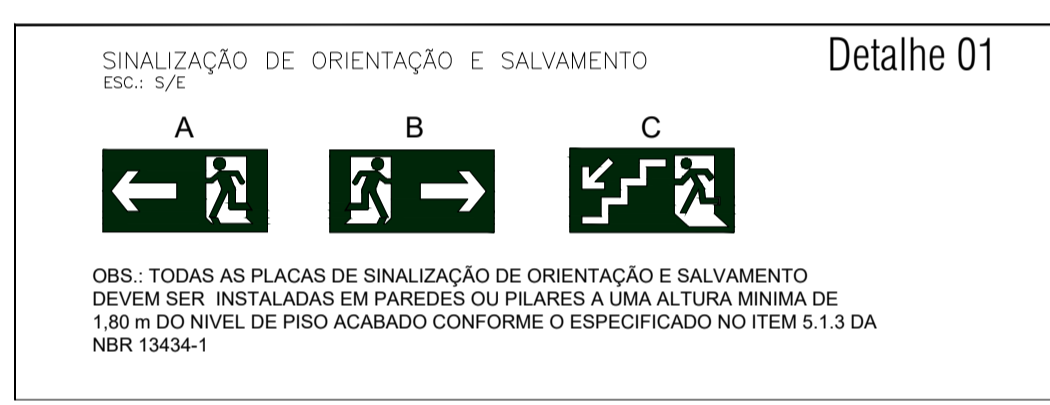 SINALIZAÇÃO DE ORIENTAÇÃO E SALVAMENTO
ESC.: S/E
Detalhe 01
A
B
C
OBS.: TODAS AS PLACAS DE SINALIZAÇÃO DE ORIENTAÇÃO E SALVAMENTO
DEVEM SER INSTALADAS EM PAREDES OU PILARES A UMA ALTURA MINIMA DE
1,80 m DO NIVEL DE PISO ACABADO CONFORME O ESPECIFICADO NO ITEM 5.1.3 DA
NBR 13434-1